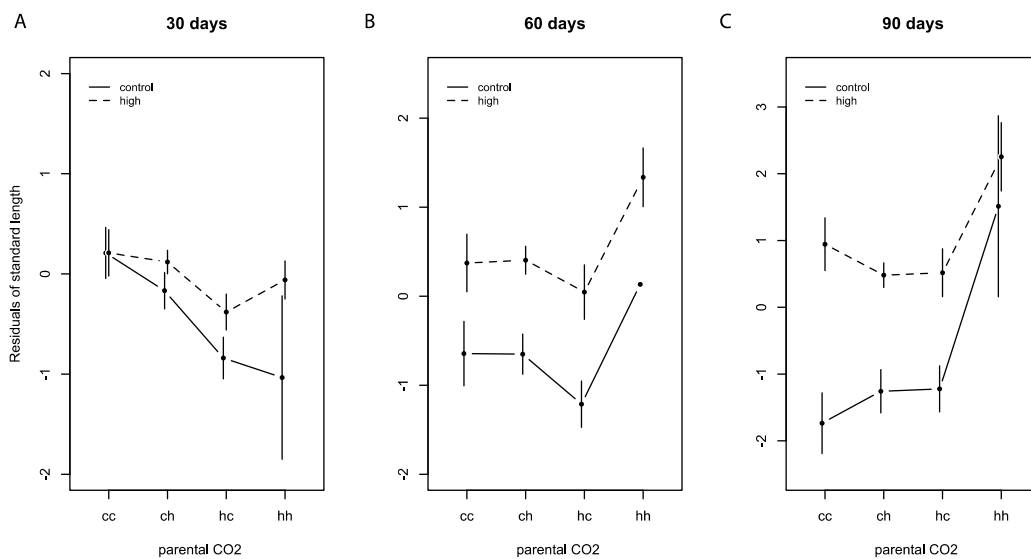 A
30 days
B
60 days
C
90 days
Residuals of standard length
2
1
0
-1
-2
control
high
cc
ch
hc
hh
parental CO2
2
1
0
-1
-2
control
high
cc
ch
hc
hh
parental CO2
3
2
1
0
-1
-2
control
high
cc
ch
hc
hh
parental CO2